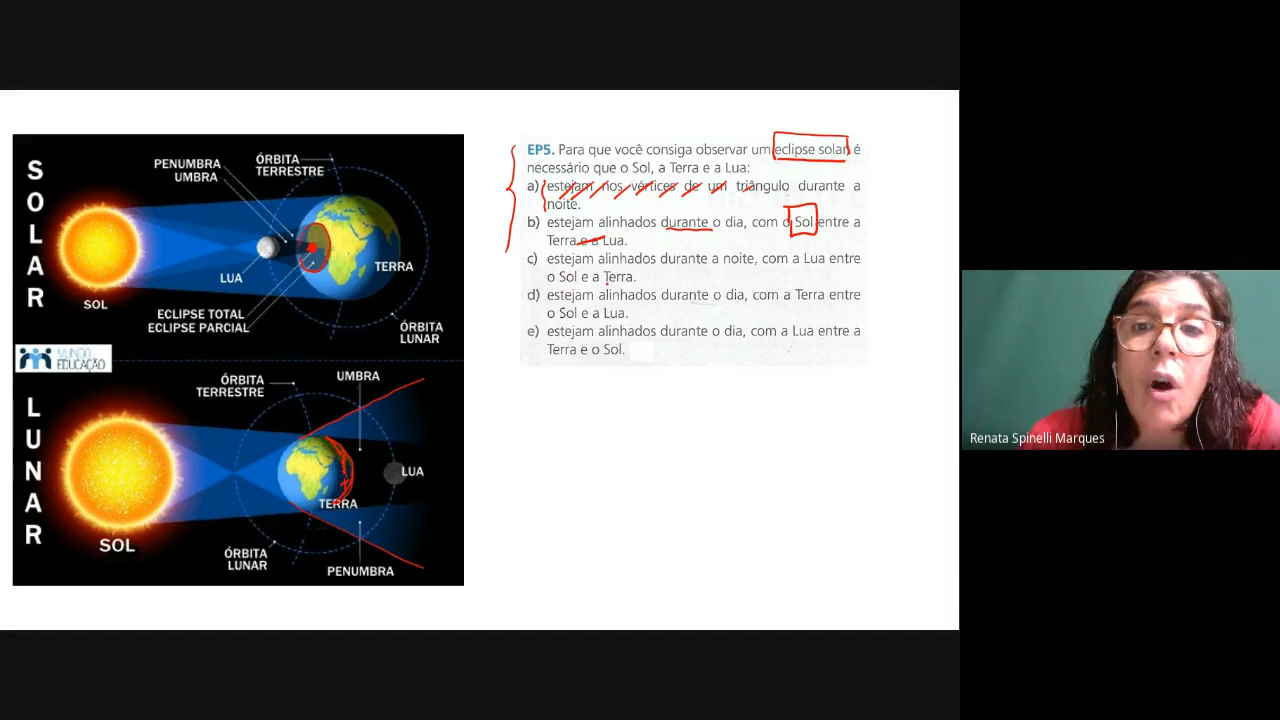 SOLAR
PENUMBRA
UMBRA
ÓRBITA
TERRESTRE
LUA
TERRA
SOL
ECLIPSE TOTAL
ECLIPSE PARCIAL
ÓRBITA
LUNAR
MUNDO
EDUCAÇÃO
LUNAR
ÓRBITA
TERRESTRE
UMBRA
LUA
TERRA
SOL
ÓRBITA
LUNAR
PENUMBRA
EP5. Para que você consiga observar um eclipse solar é
necessário que o Sol, a Terra e a Lua:
a) estejam nos vértices de um triângulo durante a
noite.
b) estejam alinhados durante o dia, com o Sol entre a
Terra e a Lua.
c) estejam alinhados durante a noite, com a Lua entre
o Sol e a Terra.
d) estejam alinhados durante o dia, com a Terra entre
o Sol e a Lua.
e) estejam alinhados durante o dia, com a Lua entre a
Terra e o Sol.
Renata Spinelli Marques